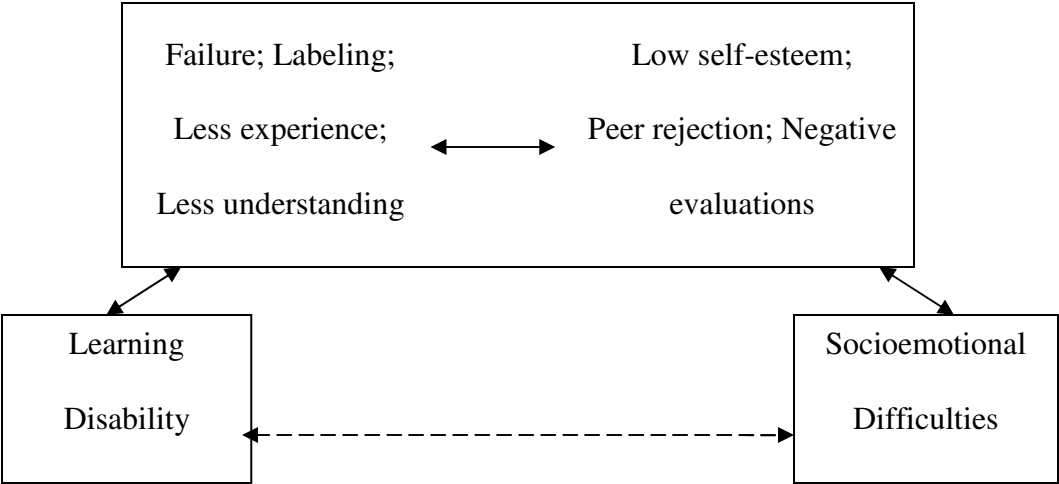 Failure; Labeling;
Less experience;
Less understanding
Low self-esteem;
Peer rejection; Negative
evaluations
Learning
Disability
Socioemotional
Difficulties